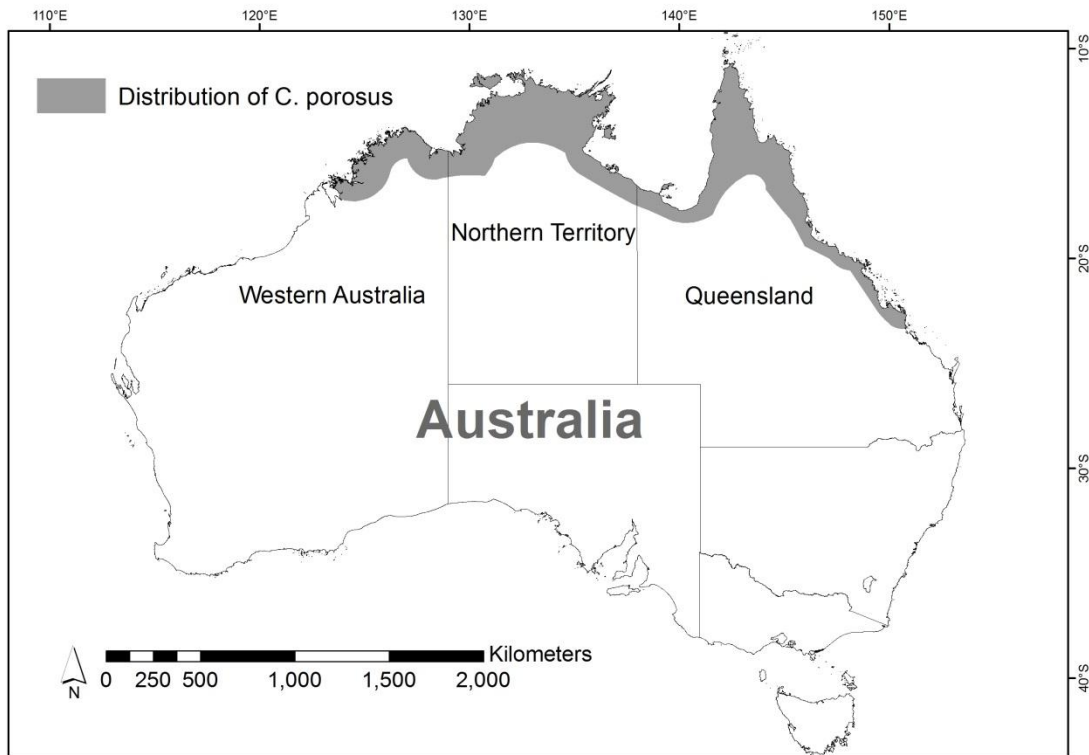 110°E 120°E 130°E 140°E 150°E
10°S
Distribution of C. porosus
Northern Territory
20°S
Western Australia Queensland
Australia
30°S
Kilometers
N 0 250 500 1,000 1,500 2,000
40°S